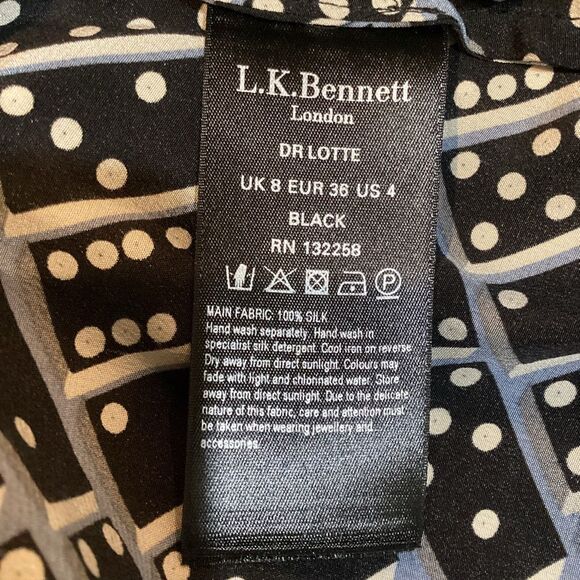 L.K.Bennett
London
DR LOTTE
UK 8 EUR 36 US 4
BLACK
RN 132258
P
MAIN FABRIC: 100% SILK
Hand wash separately. Hand wash in
specialist silk detergent. Cool iron on reverse
Dry away from direct sunlight. Colours may
fade with light and chlorinated water. Store
away from direct sunlight. Due to the delicate
nature of this fabric, care and attention must
be taken when wearing jewellery and
accessories.